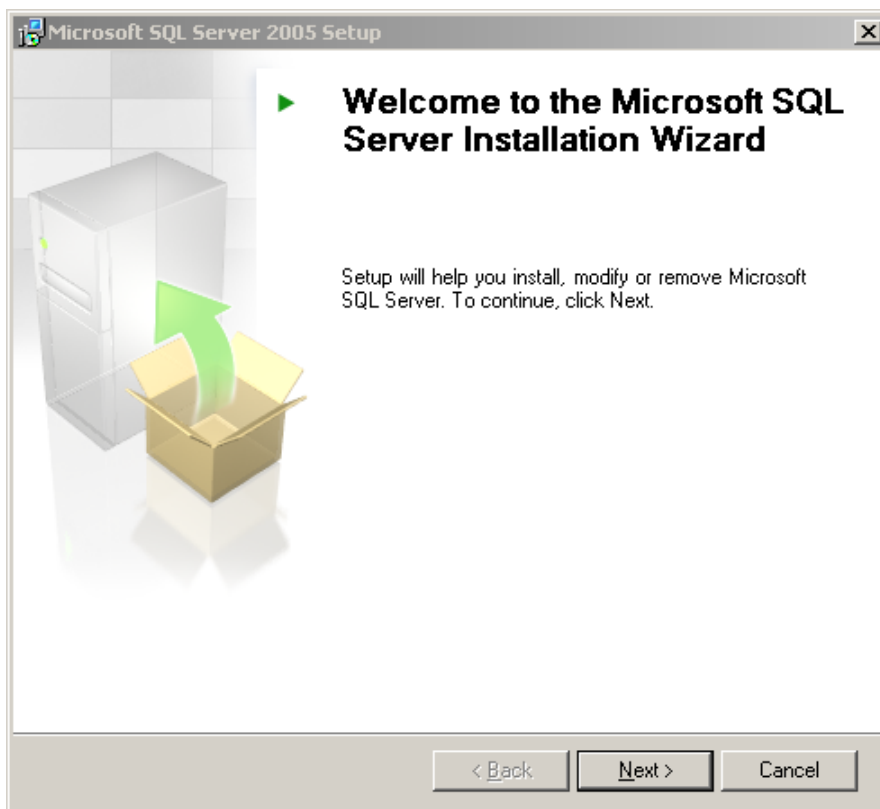 Microsoft SQL Server 2005 Setup
Welcome to the Microsoft SQL
Server Installation Wizard
Setup will help you install, modify or remove Microsoft
SQL Server. To continue, click Next.
< Back
Next >
Cancel